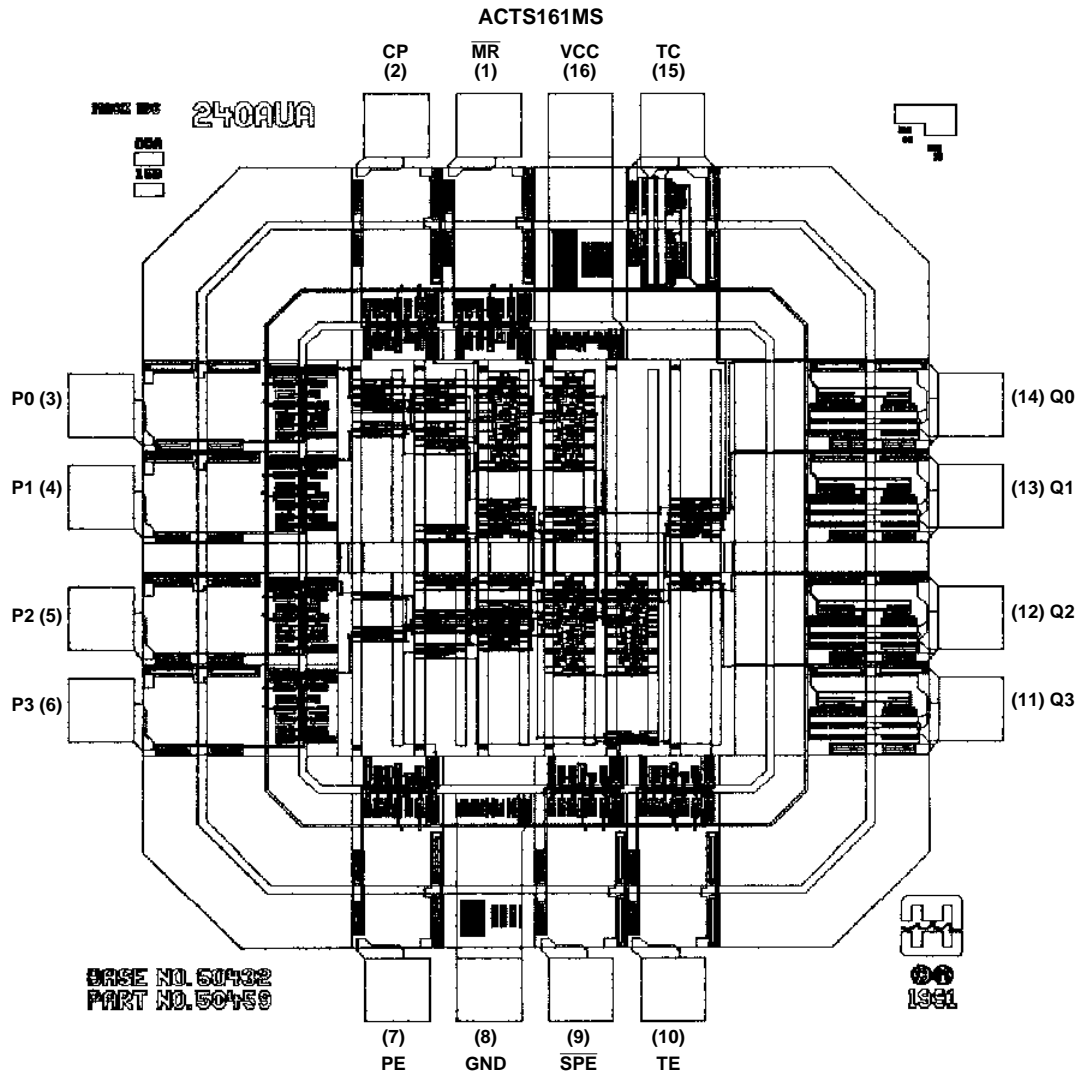 ACTS161MS
CP
(2)
M̅R̅
(1)
VCC
(16)
TC
(15)
240AUA
P0 (3)
P1 (4)
P2 (5)
P3 (6)
(14) Q0
(13) Q1
(12) Q2
(11) Q3
BASE NO. 50432
PART NO. 50459
1991
(7)
PE
(8)
GND
(9)
S̅P̅E̅
(10)
TE